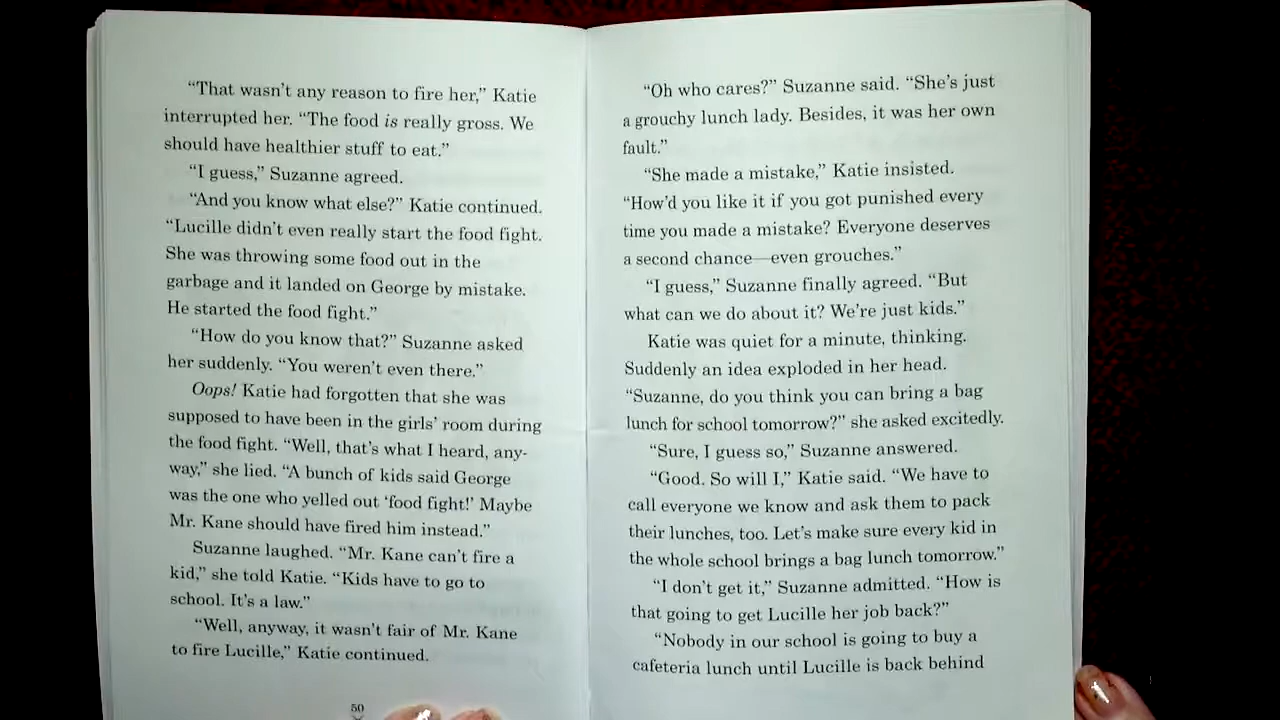 “That wasn’t any reason to fire her,” Katie
interrupted her. “The food is really gross. We
should have healthier stuff to eat.”
“I guess,” Suzanne agreed.
“And you know what else?” Katie continued.
“Lucille didn’t even really start the food fight.
She was throwing some food out in the
garbage and it landed on George by mistake.
He started the food fight.”
“How do you know that?” Suzanne asked
her suddenly. “You weren’t even there.”
Oops! Katie had forgotten that she was
supposed to have been in the girls’ room during
the food fight. “Well, that’s what I heard, any-
way,” she lied. “A bunch of kids said George
was the one who yelled out ‘food fight!’ Maybe
Mr. Kane should have fired him instead.”
Suzanne laughed. “Mr. Kane can’t fire a
kid,” she told Katie. “Kids have to go to
school. It’s a law.”
“Well, anyway, it wasn’t fair of Mr. Kane
to fire Lucille,” Katie continued.
50
“Oh who cares?” Suzanne said. “She’s just
a grouchy lunch lady. Besides, it was her own
fault.”
“She made a mistake,” Katie insisted.
“How’d you like it if you got punished every
time you made a mistake? Everyone deserves
a second chance—even grouches.”
“I guess,” Suzanne finally agreed. “But
what can we do about it? We’re just kids.”
Katie was quiet for a minute, thinking.
Suddenly an idea exploded in her head.
“Suzanne, do you think you can bring a bag
lunch for school tomorrow?” she asked excitedly.
“Sure, I guess so,” Suzanne answered.
“Good. So will I,” Katie said. “We have to
call everyone we know and ask them to pack
their lunches, too. Let’s make sure every kid in
the whole school brings a bag lunch tomorrow.”
“I don’t get it,” Suzanne admitted. “How is
that going to get Lucille her job back?”
“Nobody in our school is going to buy a
cafeteria lunch until Lucille is back behind